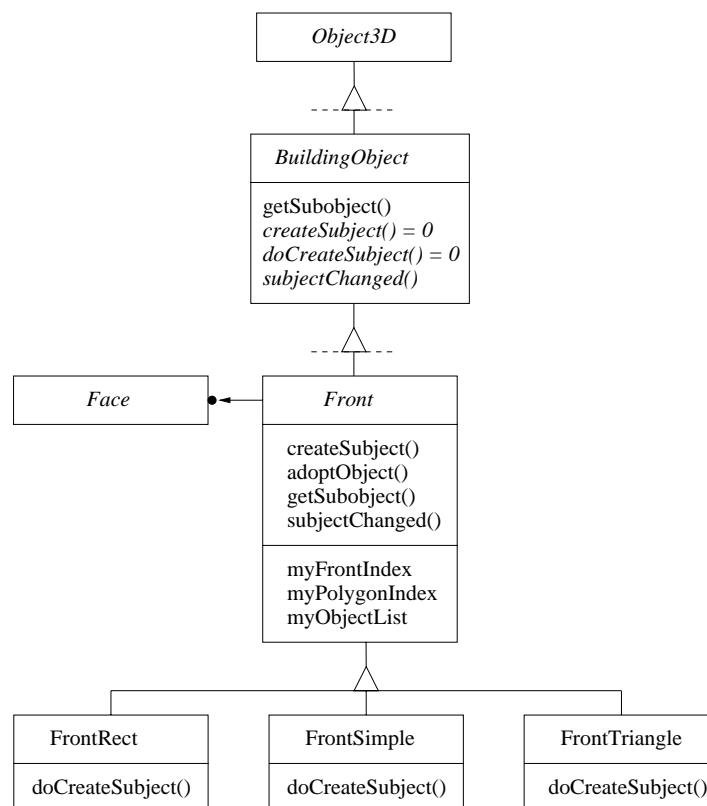 Object3D
BuildingObject
getSubobject()
createSubject() = 0
doCreateSubject() = 0
subjectChanged()
Face
Front
createSubject()
adoptObject()
getSubobject()
subjectChanged()
myFrontIndex
myPolygonIndex
myObjectList
FrontRect
doCreateSubject()
FrontSimple
doCreateSubject()
FrontTriangle
doCreateSubject()